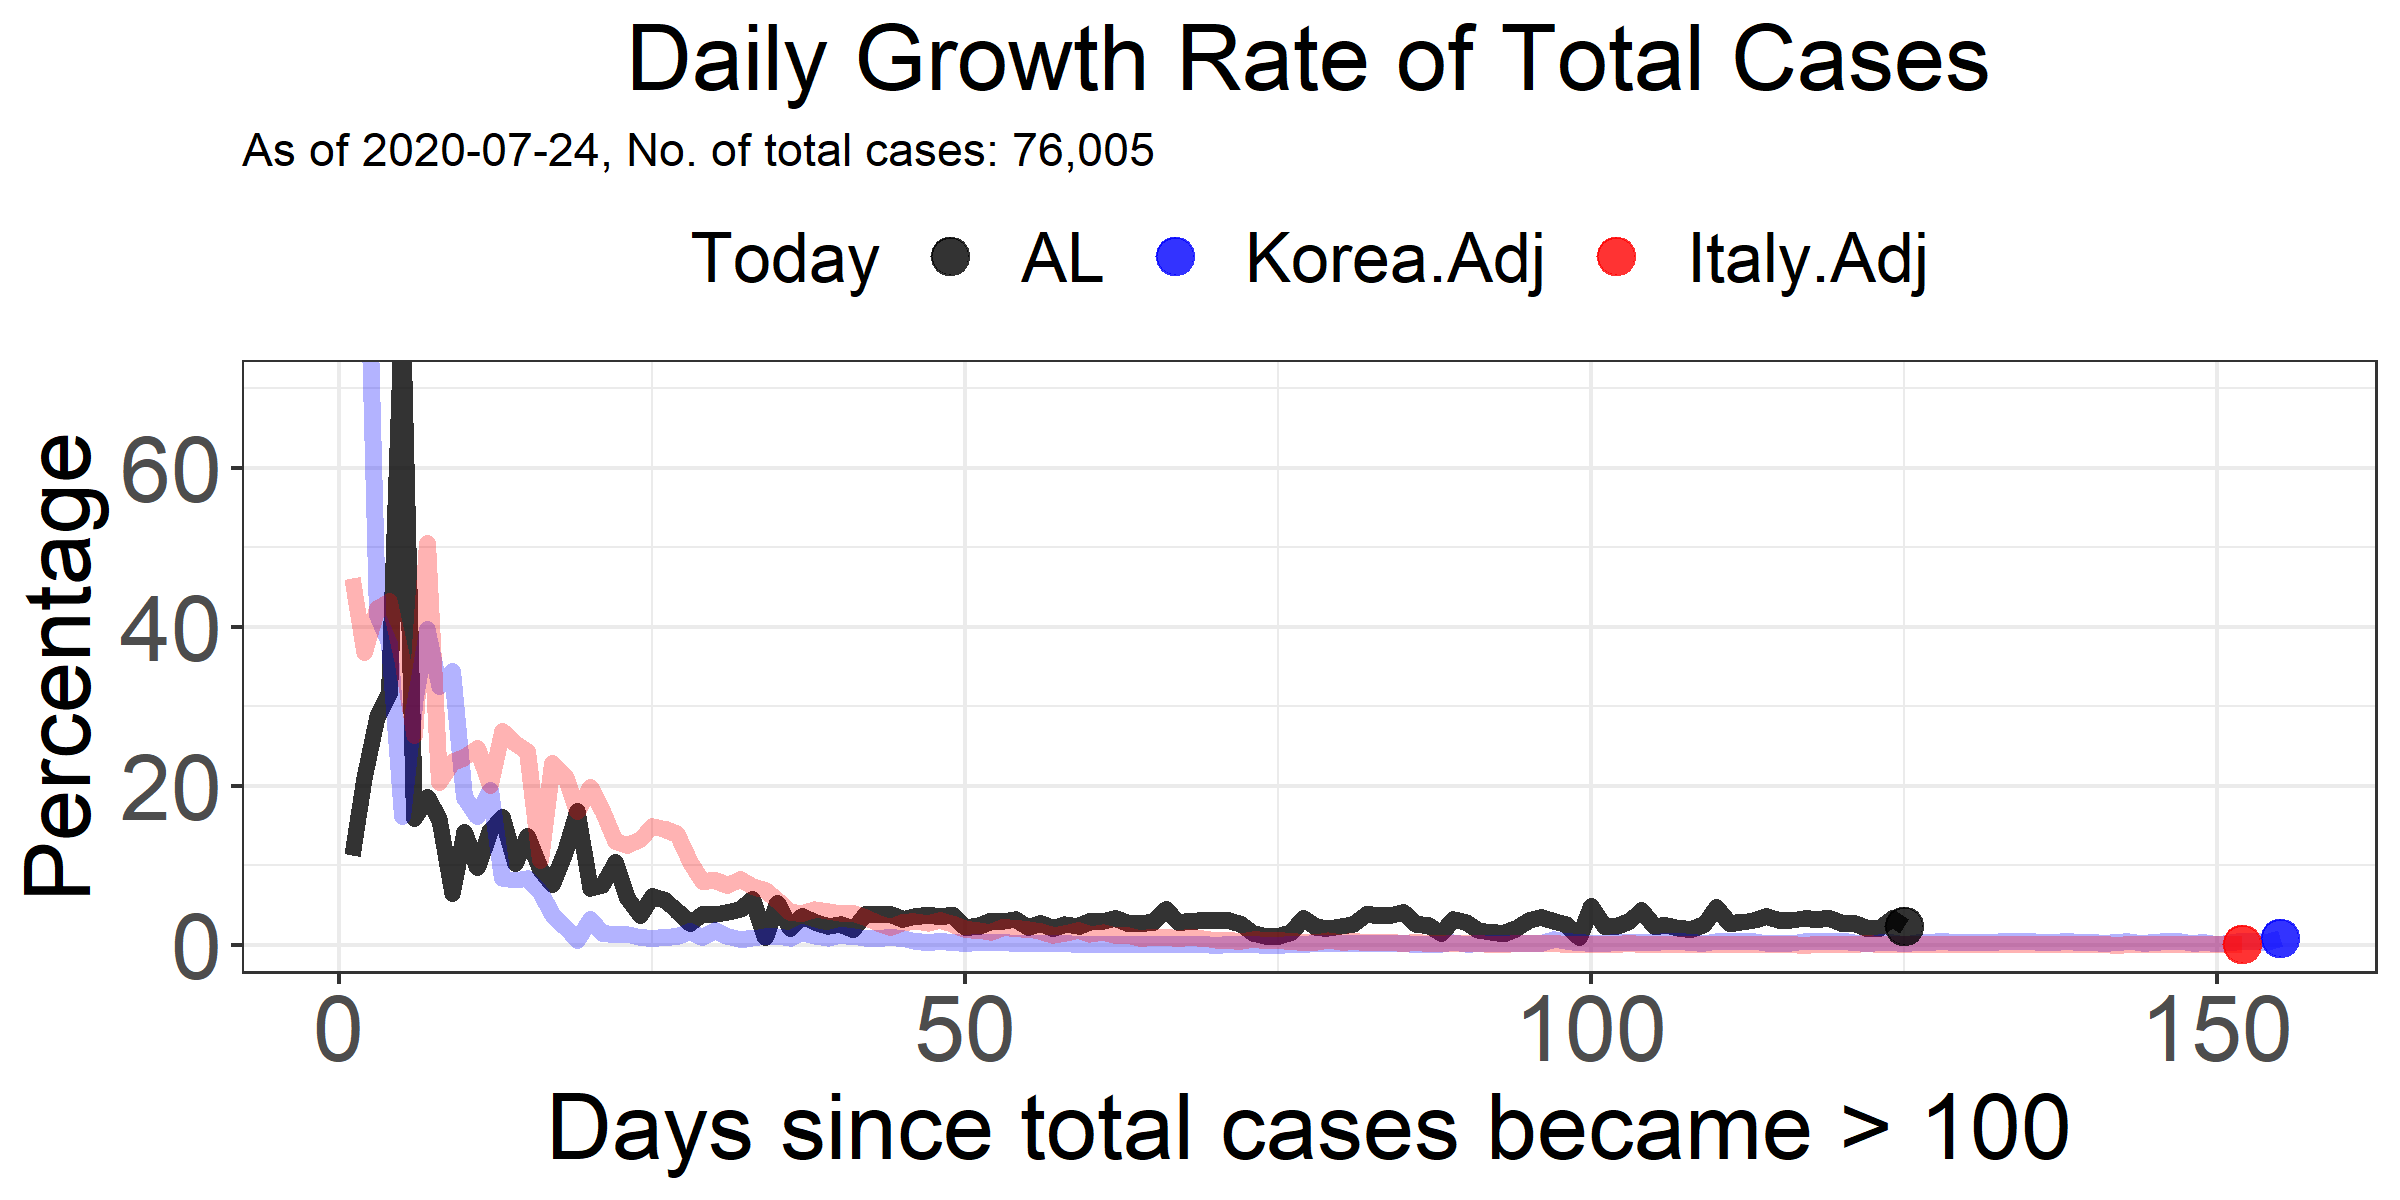 Daily Growth Rate of Total Cases
As of 2020-07-24, No. of total cases: 76,005
Today AL Korea.Adj Italy.Adj
Percentage
60
40
20
0
0 50 100 150
Days since total cases became > 100